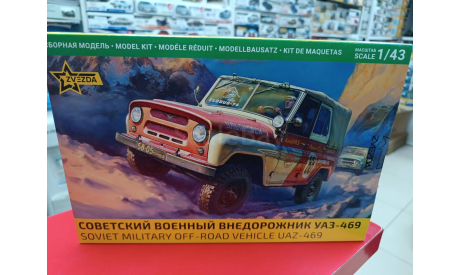 СБОРНАЯ МОДЕЛЬ • MODEL KIT • MODÈLE RÉDUIT • MODELLBAUSATZ • KIT DE MAQUETAS
МАСШТАБ
SCALE 1/43
ZVEZDA
СОВЕТСКИЙ ВОЕННЫЙ ВНЕДОРОЖНИК УАЗ-469
SOVIET MILITARY OFF-ROAD VEHICLE UAZ-469